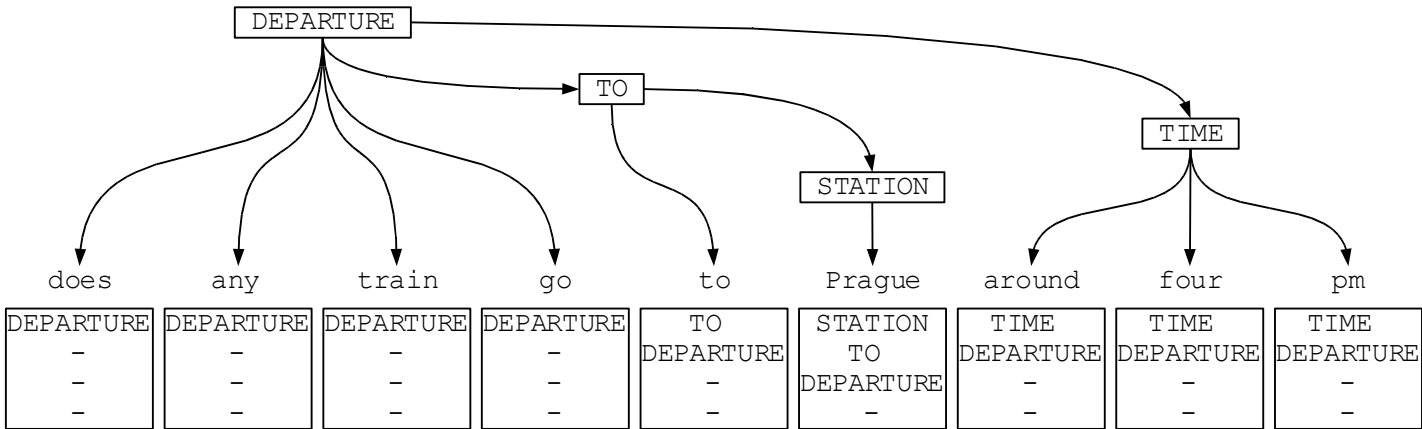 DEPARTURE
TO
TIME
STATION
does any train go to Prague around four pm
DEPARTURE DEPARTURE DEPARTURE DEPARTURE TO STATION TIME TIME TIME
- - - - DEPARTURE TO DEPARTURE DEPARTURE DEPARTURE
- - - - - DEPARTURE - - -
- - - - - - - - -